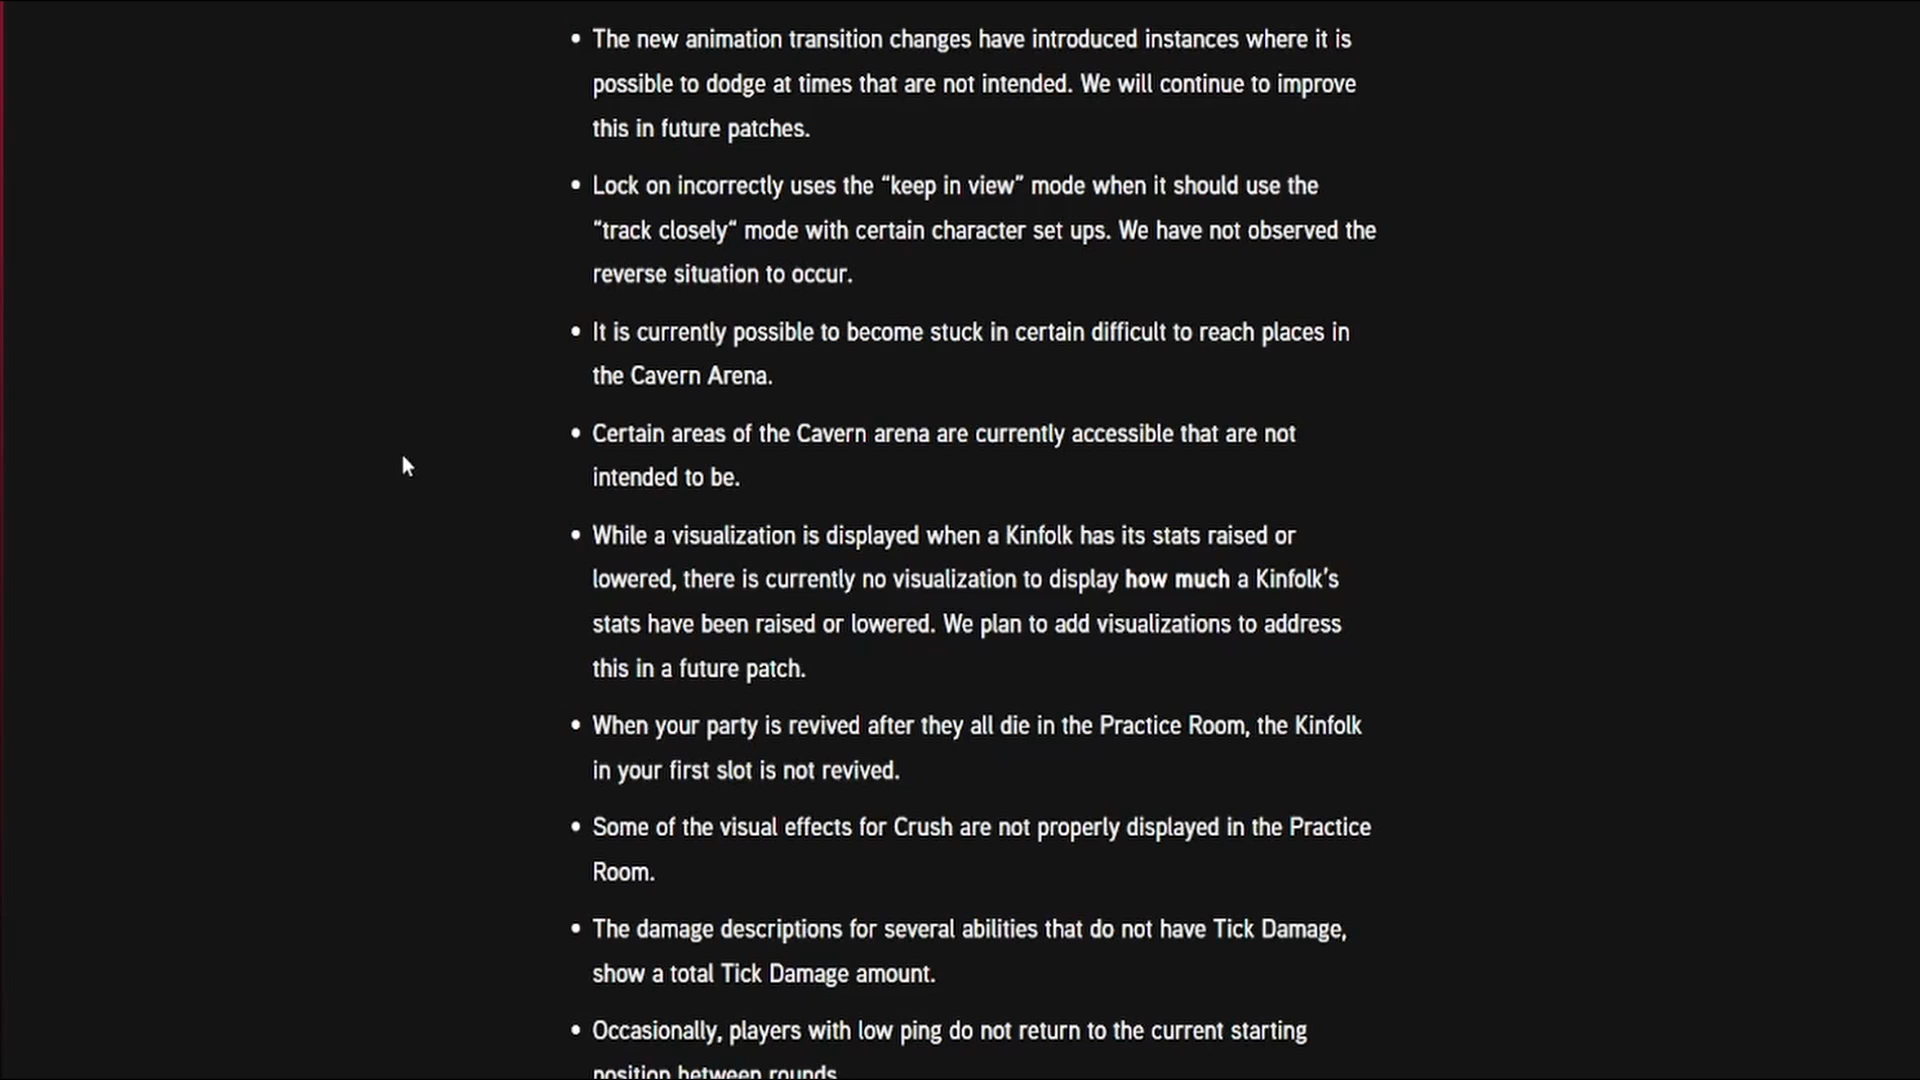 • The new animation transition changes have introduced instances where it is
possible to dodge at times that are not intended. We will continue to improve
this in future patches.
• Lock on incorrectly uses the “keep in view” mode when it should use the
“track closely“ mode with certain character set ups. We have not observed the
reverse situation to occur.
• It is currently possible to become stuck in certain difficult to reach places in
the Cavern Arena.
• Certain areas of the Cavern arena are currently accessible that are not
intended to be.
• While a visualization is displayed when a Kinfolk has its stats raised or
lowered, there is currently no visualization to display how much a Kinfolk’s
stats have been raised or lowered. We plan to add visualizations to address
this in a future patch.
• When your party is revived after they all die in the Practice Room, the Kinfolk
in your first slot is not revived.
• Some of the visual effects for Crush are not properly displayed in the Practice
Room.
• The damage descriptions for several abilities that do not have Tick Damage,
show a total Tick Damage amount.
• Occasionally, players with low ping do not return to the current starting
position between rounds.